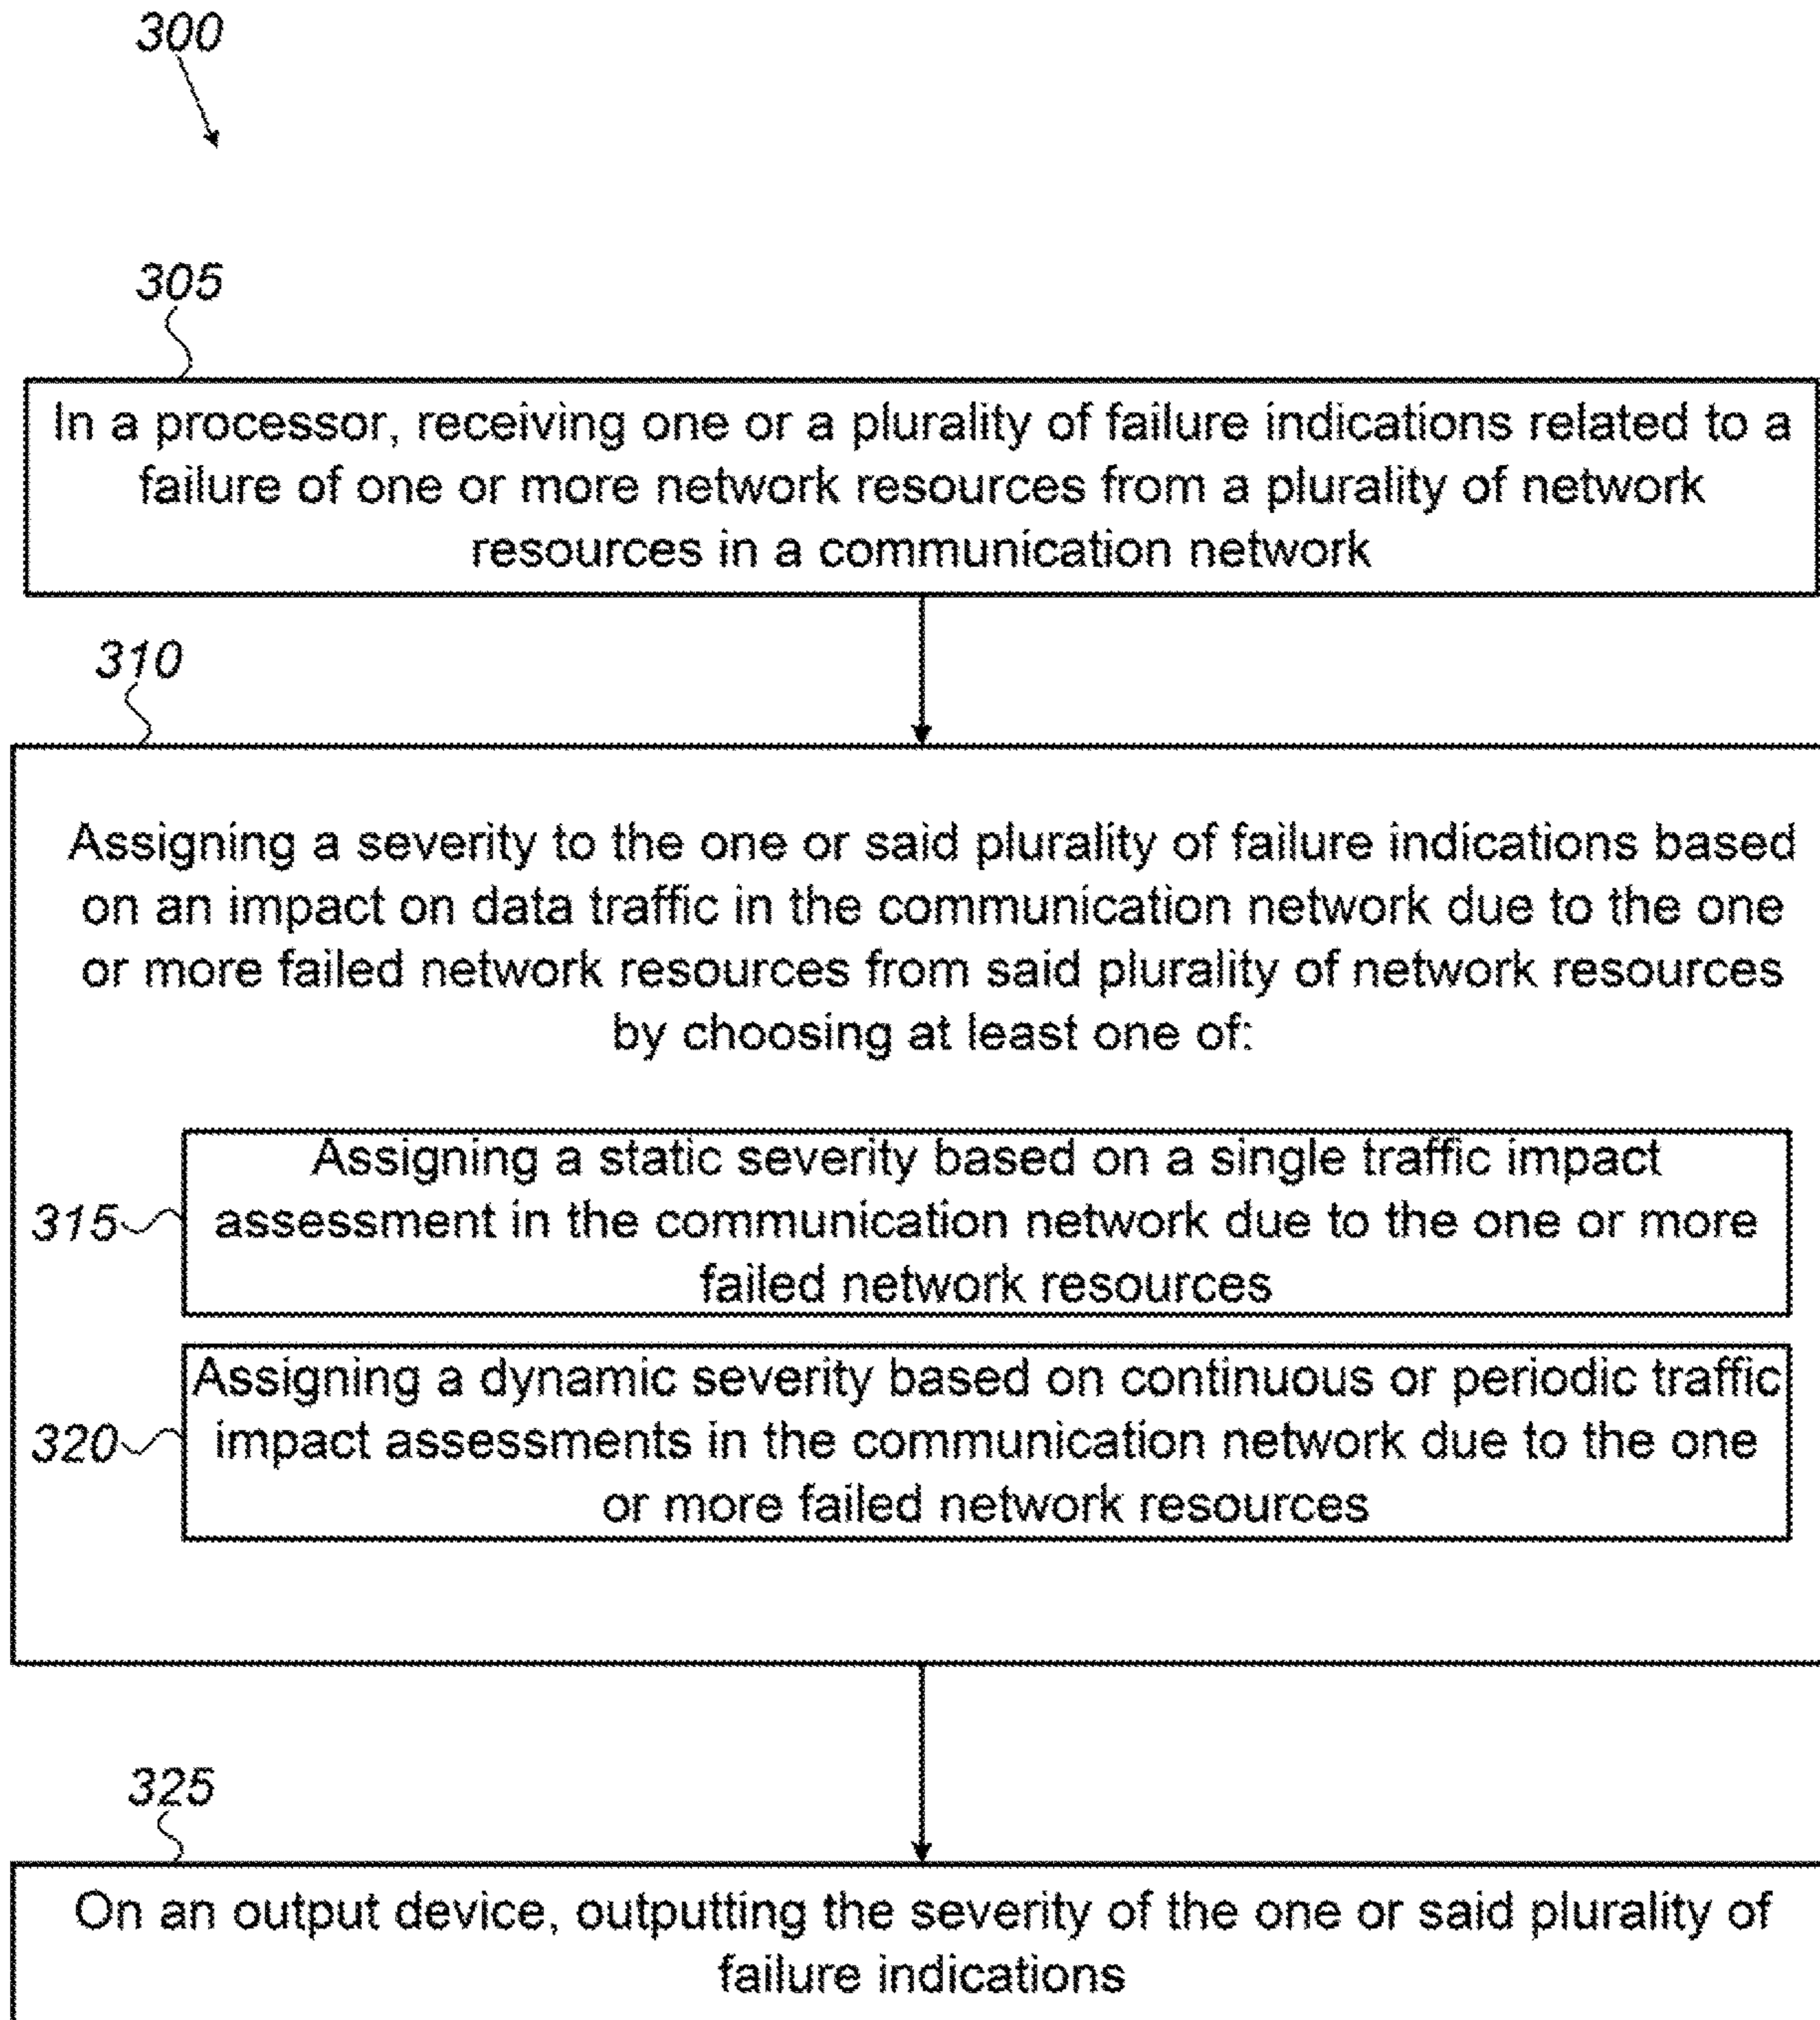 300
305
In a processor, receiving one or a plurality of failure indications related to a
failure of one or more network resources from a plurality of network
resources in a communication network
310
Assigning a severity to the one or said plurality of failure indications based
on an impact on data traffic in the communication network due to the one
or more failed network resources from said plurality of network resources
by choosing at least one of:
315
Assigning a static severity based on a single traffic impact
assessment in the communication network due to the one or more
failed network resources
320
Assigning a dynamic severity based on continuous or periodic traffic
impact assessments in the communication network due to the one
or more failed network resources
325
On an output device, outputting the severity of the one or said plurality of
failure indications